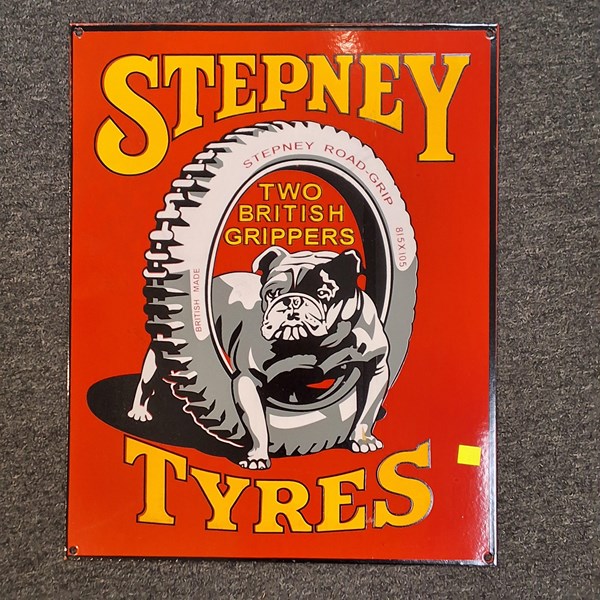 STEPNEY
STEPNEY ROAD-GRIP
815X105
TWO
BRITISH
GRIPPERS
BRITISH MADE
TYRES